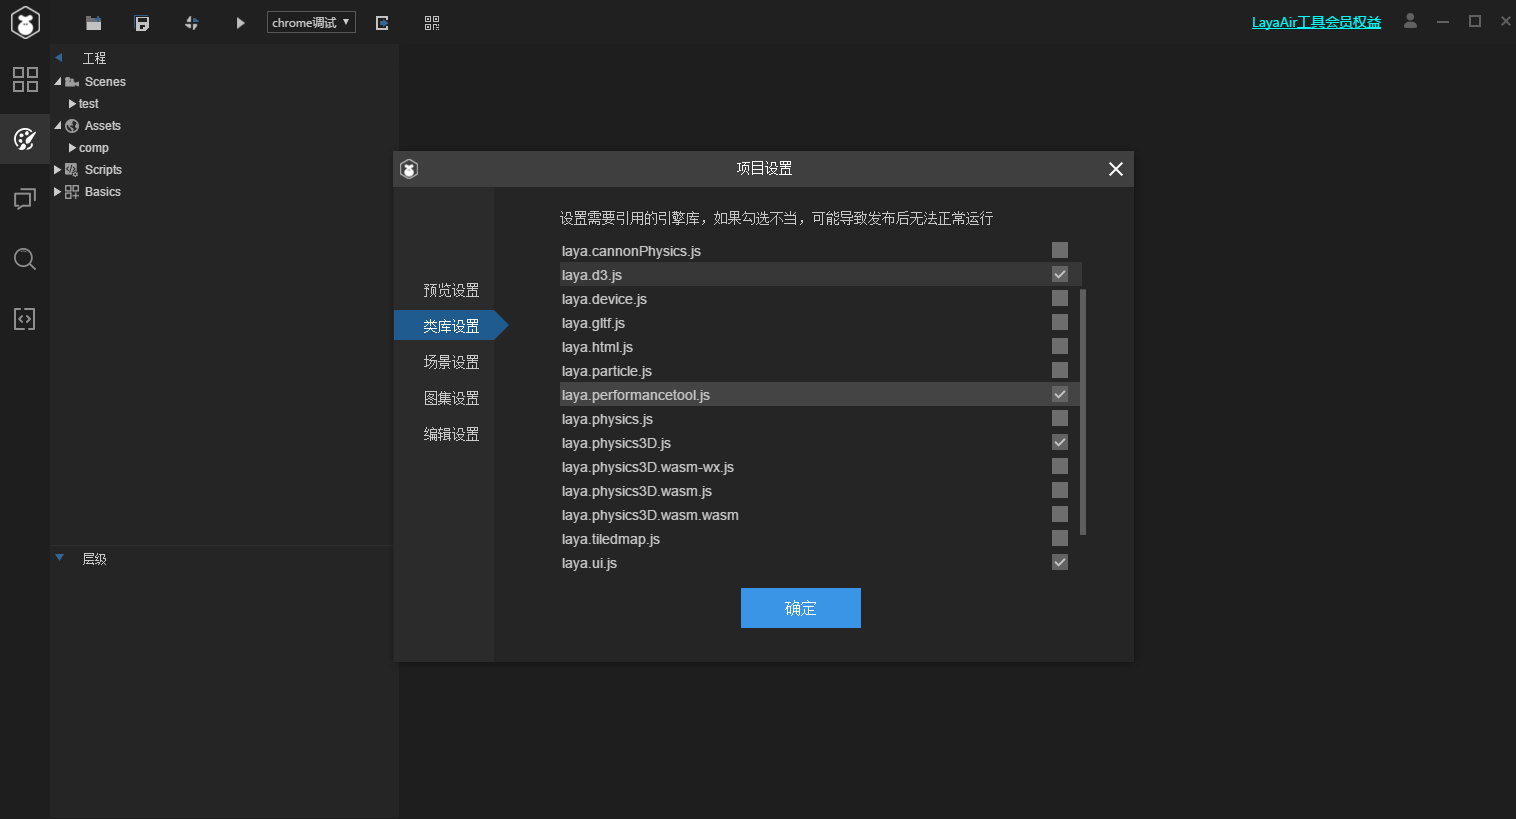 chrome调试
LayaAir工具会员权益
工程
Scenes
test
Assets
comp
Scripts
Basics
层级
项目设置
预览设置
类库设置
场景设置
图集设置
编辑设置
设置需要引用的引擎库，如果勾选不当，可能导致发布后无法正常运行
laya.cannonPhysics.js
laya.d3.js
laya.device.js
laya.gltf.js
laya.html.js
laya.particle.js
laya.performancetool.js
laya.physics.js
laya.physics3D.js
laya.physics3D.wasm-wx.js
laya.physics3D.wasm.js
laya.physics3D.wasm.wasm
laya.tiledmap.js
laya.ui.js
确定